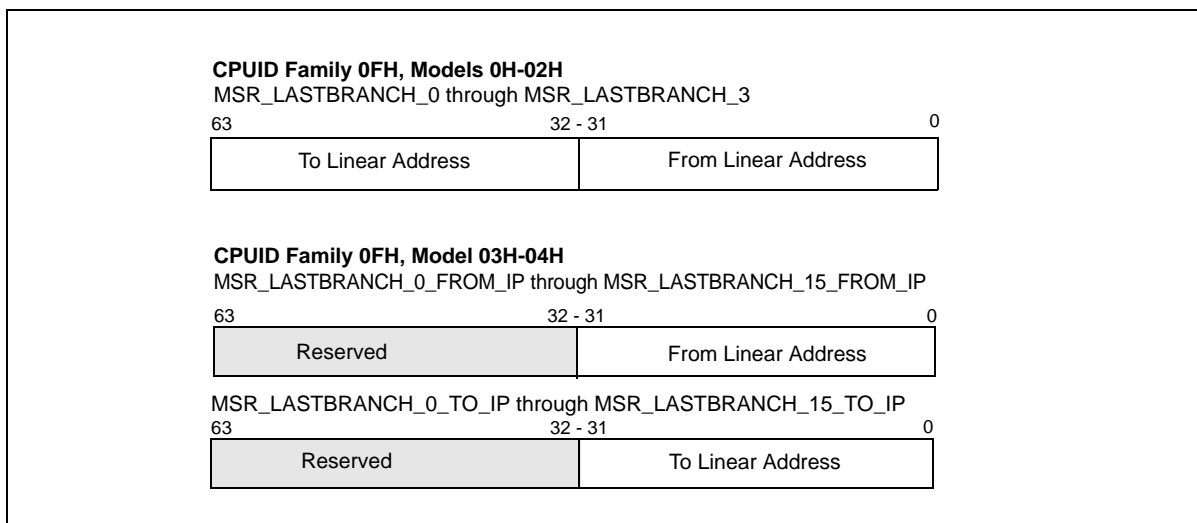 CPUID Family 0FH, Models 0H-02H
MSR_LASTBRANCH_0 through MSR_LASTBRANCH_3
63 32 - 31 0
To Linear Address From Linear Address
CPUID Family 0FH, Model 03H-04H
MSR_LASTBRANCH_0_FROM_IP through MSR_LASTBRANCH_15_FROM_IP
63 32 - 31 0
Reserved From Linear Address
MSR_LASTBRANCH_0_TO_IP through MSR_LASTBRANCH_15_TO_IP
63 32 - 31 0
Reserved To Linear Address